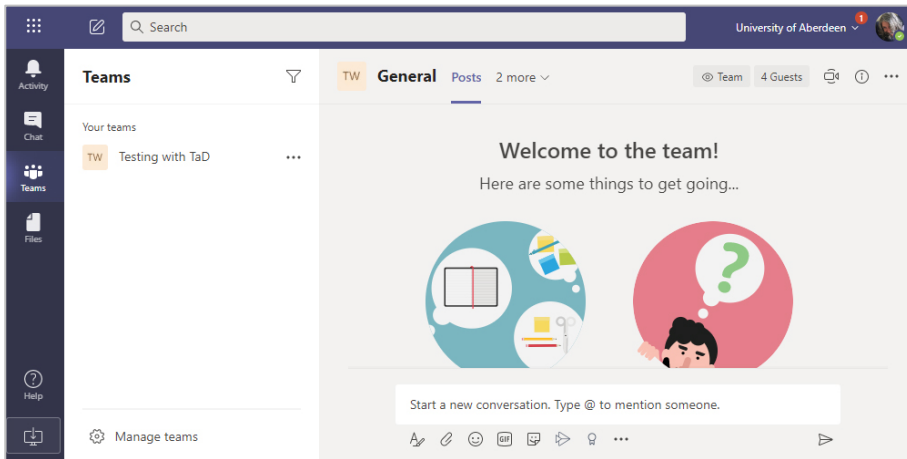 Search
University of Aberdeen
1
Activity
Chat
Teams
Files
Help
Teams
Your teams
TW Testing with TaD
Manage teams
TW General Posts 2 more
Team 4 Guests
Welcome to the team!
Here are some things to get going...
?
Start a new conversation. Type @ to mention someone.
GIF